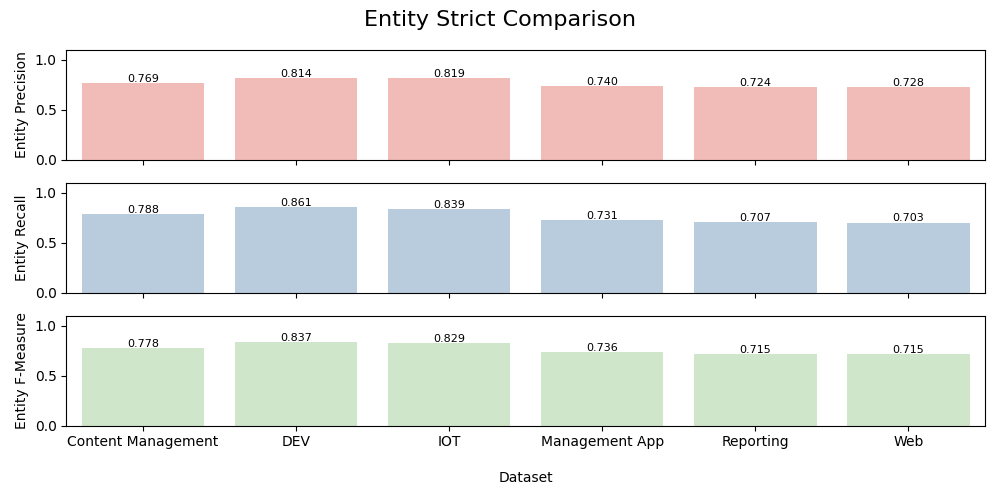 Entity Strict Comparison
Entity Precision
1.0
0.5
0.0
0.769 0.814 0.819 0.740 0.724 0.728
Entity Recall
1.0
0.5
0.0
0.788 0.861 0.839 0.731 0.707 0.703
Entity F-Measure
1.0
0.5
0.0
0.778 0.837 0.829 0.736 0.715 0.715
Content Management DEV IOT Management App Reporting Web
Dataset